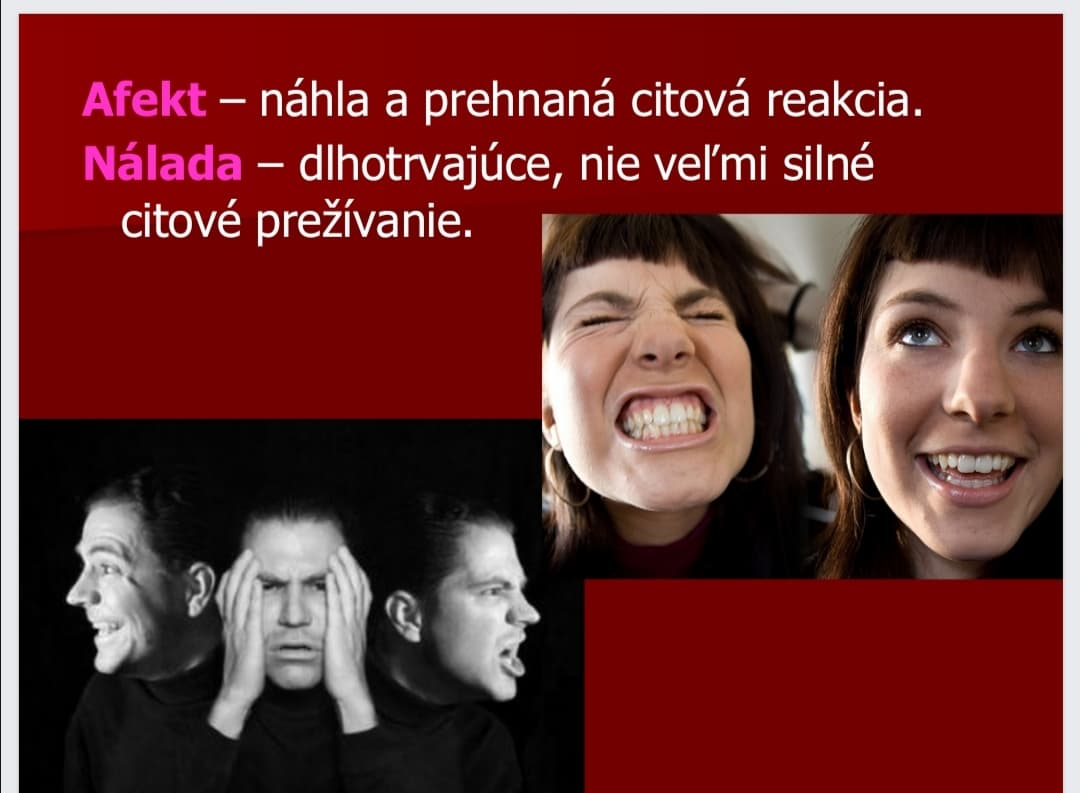 Afekt – náhla a prehnaná citová reakcia.
Nálada – dlhotrvajúce, nie veľmi silné
citové prežívanie.